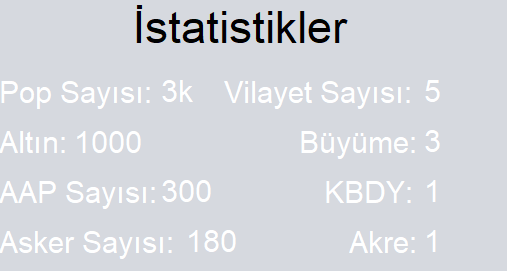 İstatistikler
Pop Sayısı: 3k Vilayet Sayısı: 5
Altın: 1000 Büyüme: 3
AAP Sayısı: 300 KBDY: 1
Asker Sayısı: 180 Akre: 1